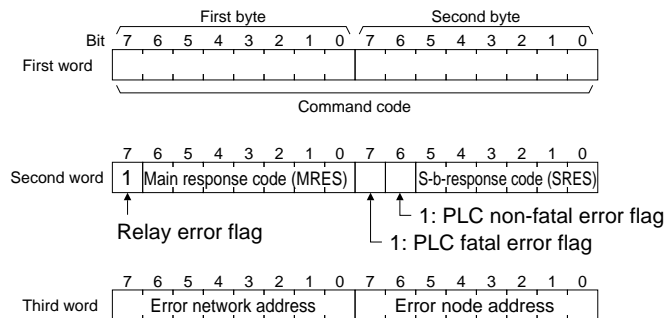 First byte Second byte
Bit 7 6 5 4 3 2 1 0 7 6 5 4 3 2 1 0
First word
Command code
7 6 5 4 3 2 1 0 7 6 5 4 3 2 1 0
Second word 1 Main response code (MRES) S-b-response code (SRES)
1: PLC non-fatal error flag
Relay error flag
1: PLC fatal error flag
7 6 5 4 3 2 1 0 7 6 5 4 3 2 1 0
Third word Error network address Error node address